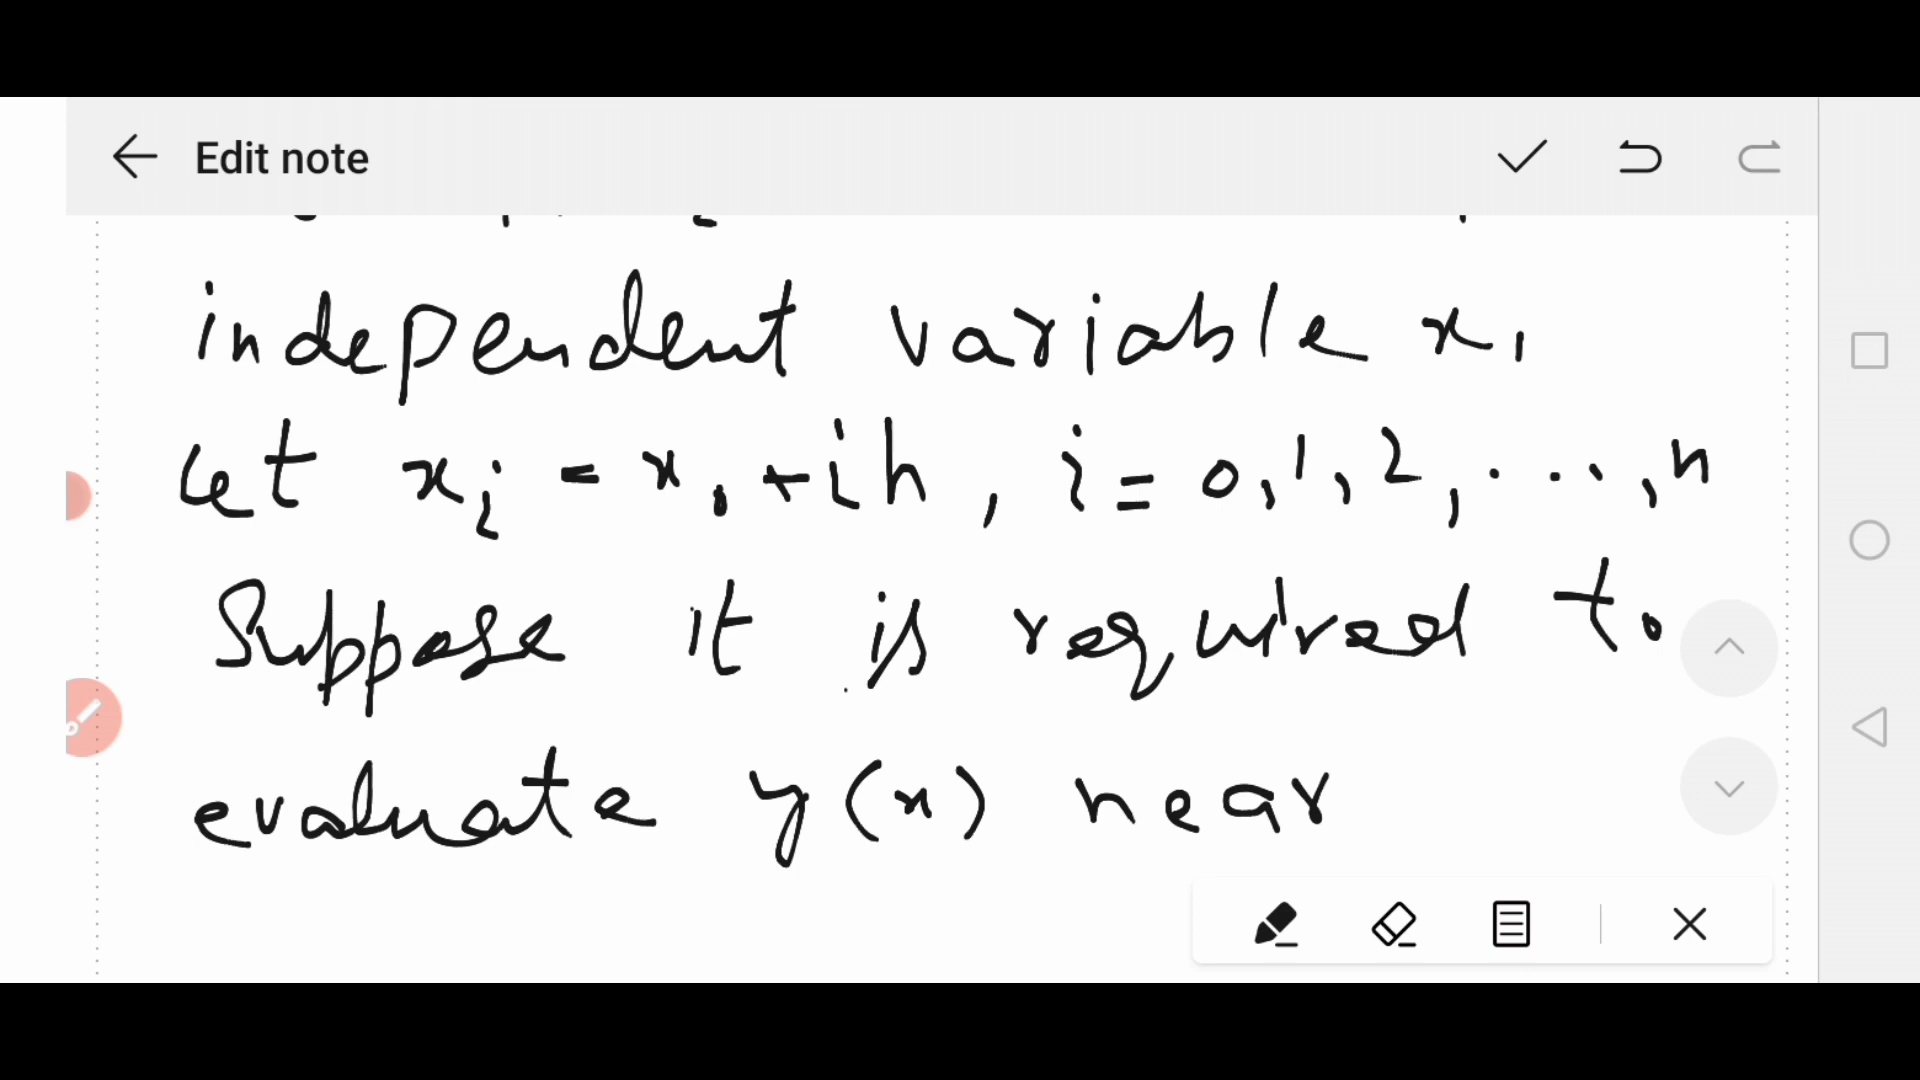 Edit note
independent variable x,
Let xᵢ = x₀ + ih, i = 0,1,2, ...., n
Suppose it is required to
evaluate y(x) near